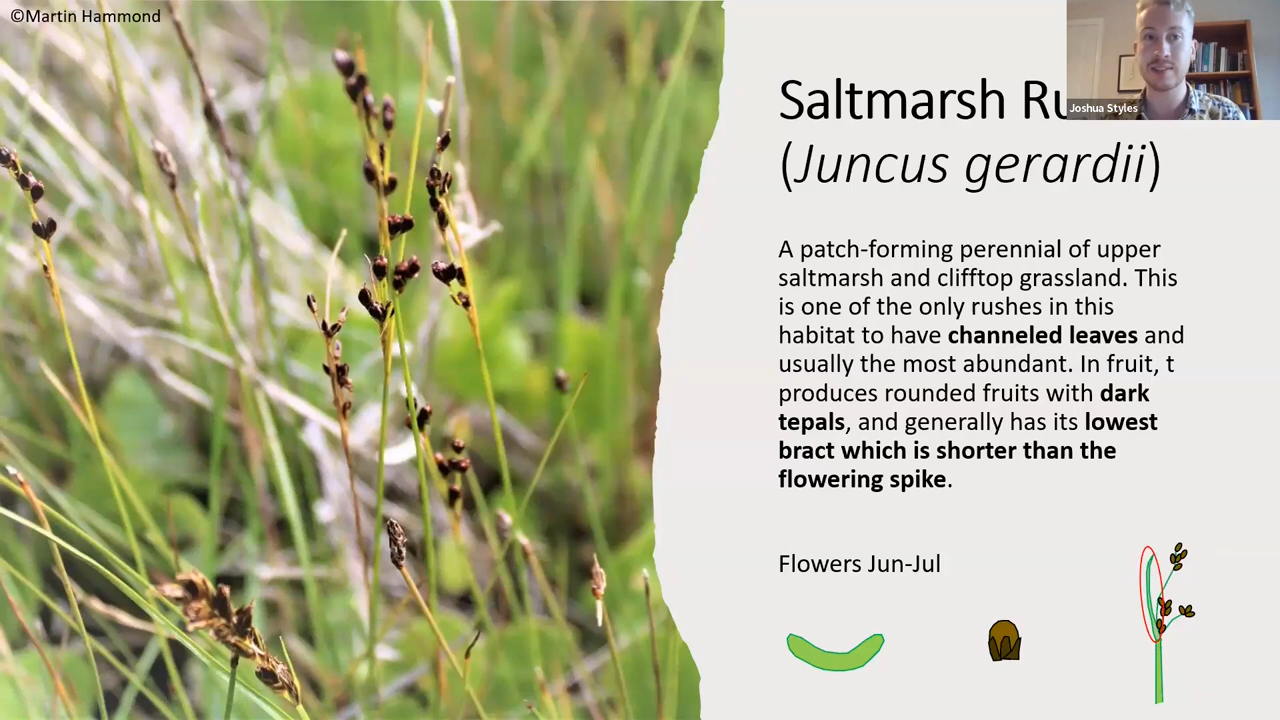 ©Martin Hammond
Joshua Styles
Saltmarsh Ru
(Juncus gerardii)
A patch-forming perennial of upper
saltmarsh and clifftop grassland. This
is one of the only rushes in this
habitat to have channeled leaves and
usually the most abundant. In fruit, t
produces rounded fruits with dark
tepals, and generally has its lowest
bract which is shorter than the
flowering spike.
Flowers Jun-Jul